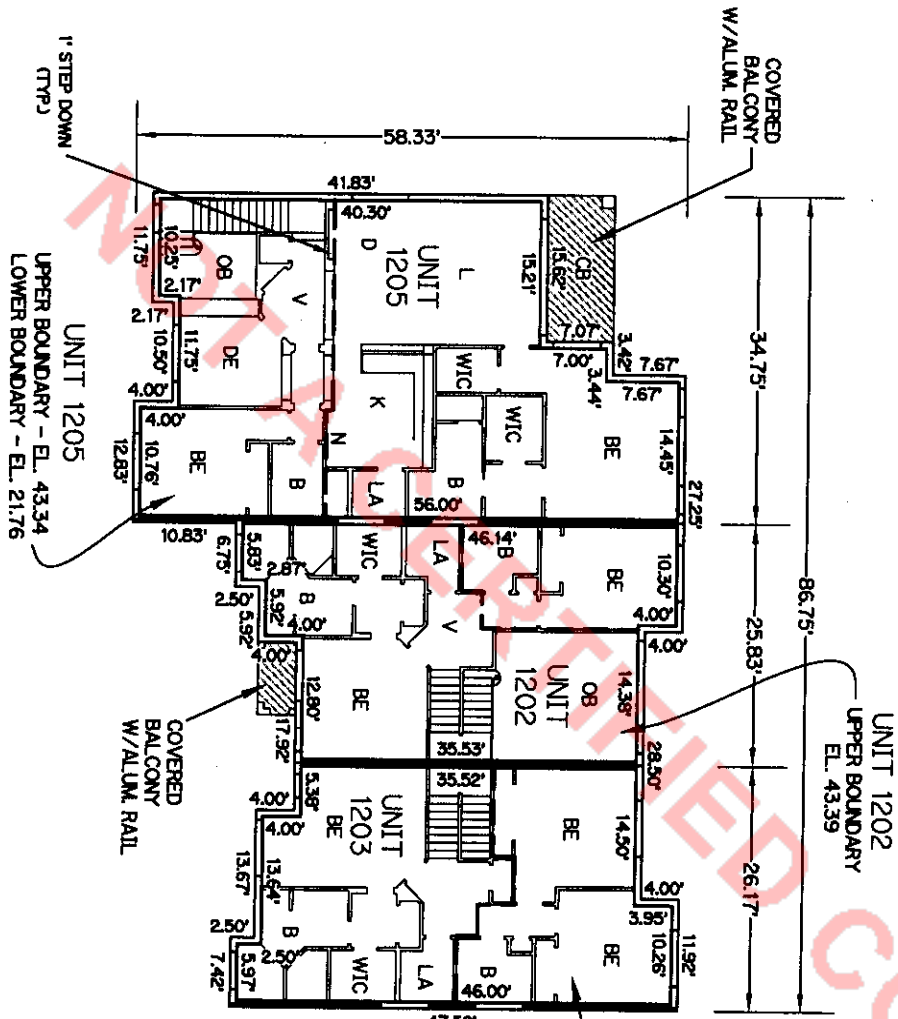 COVERED
BALCONY
W/ALUM. RAIL
1' STEP DOWN
(TYP.)
58.33'
41.83'
40.30'
34.75'
86.75'
25.83'
26.17'
UNIT 1202
UPPER BOUNDARY
EL. 43.39
UNIT
1205
L
D
CB
15.62'
15.21'
7.07'
7.00'
3.42'
3.44'
7.67'
7.67'
WIC
WIC
K
N
LA
B
56.00'
BE
14.45'
27.25'
OB
10.25'
11.75'
2.17'
2.17'
V
DE
11.75'
10.50'
4.00'
4.00'
BE
B
10.76'
12.83'
UNIT 1205
UPPER BOUNDARY - EL. 43.34
LOWER BOUNDARY - EL. 21.76
10.83'
6.75'
5.83'
2.87'
2.50'
5.92'
5.92'
B
4.00'
4.00'
WIC
LA
46.14'
B
BE
10.30'
4.00'
4.00'
V
BE
UNIT
1202
OB
14.38'
28.50'
12.80'
17.92'
35.53'
35.52'
COVERED
BALCONY
W/ALUM. RAIL
5.38'
4.00'
4.00'
UNIT
1203
BE
BE
14.50'
4.00'
3.95'
13.67'
13.64'
B
2.50'
2.50'
5.97'
7.42'
WIC
LA
B
46.00'
BE
10.26'
11.92'
NOT A CERTIFIED CO